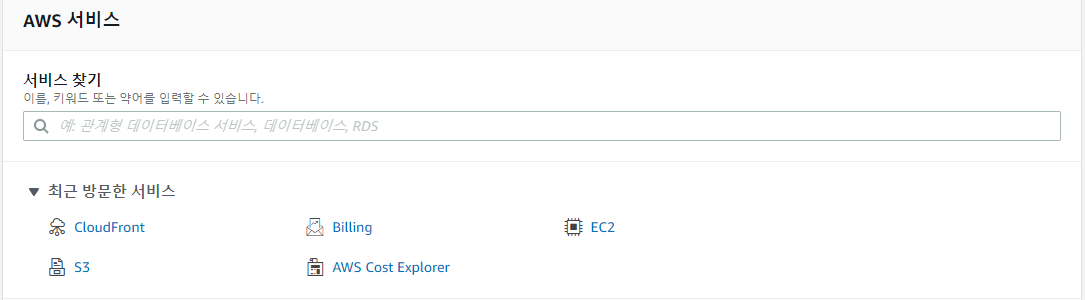 AWS 서비스
서비스 찾기
이름, 키워드 또는 약어를 입력할 수 있습니다.
예: 관계형 데이터베이스 서비스, 데이터베이스, RDS
최근 방문한 서비스
CloudFront Billing EC2
S3 AWS Cost Explorer